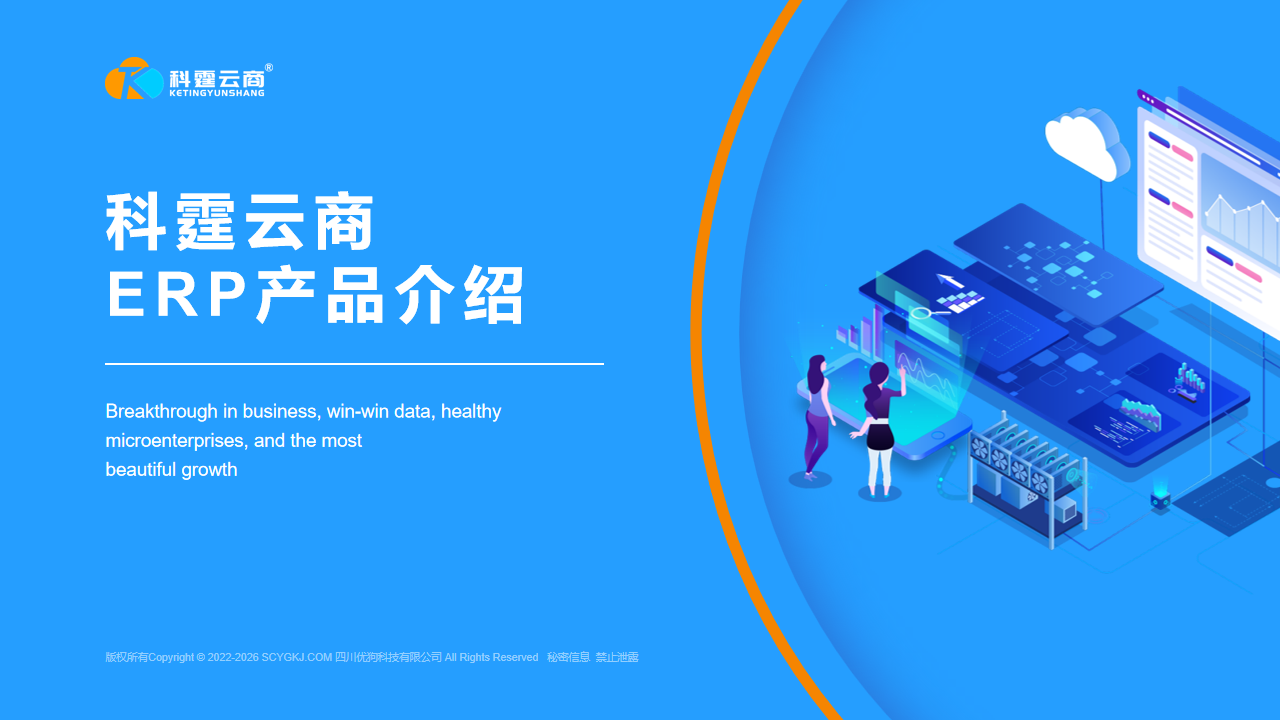 科霆云商®
KETINGYUNSHANG
科霆云商
ERP产品介绍
Breakthrough in business, win-win data, healthy
microenterprises, and the most
beautiful growth
版权所有Copyright © 2022-2026 SCYGKJ.COM 四川优狗科技有限公司 All Rights Reserved 秘密信息 禁止泄露